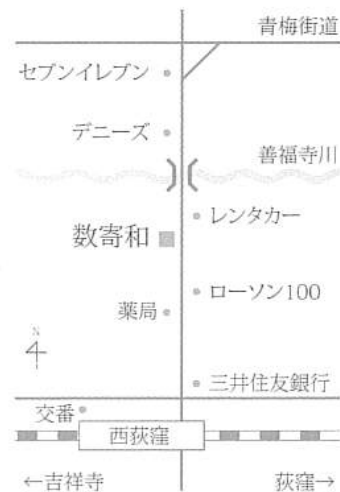 青梅街道
セブンイレブン
デニーズ
善福寺川
レンタカー
数寄和
ローソン100
薬局
N
三井住友銀行
交番
西荻窪
←吉祥寺
荻窪→